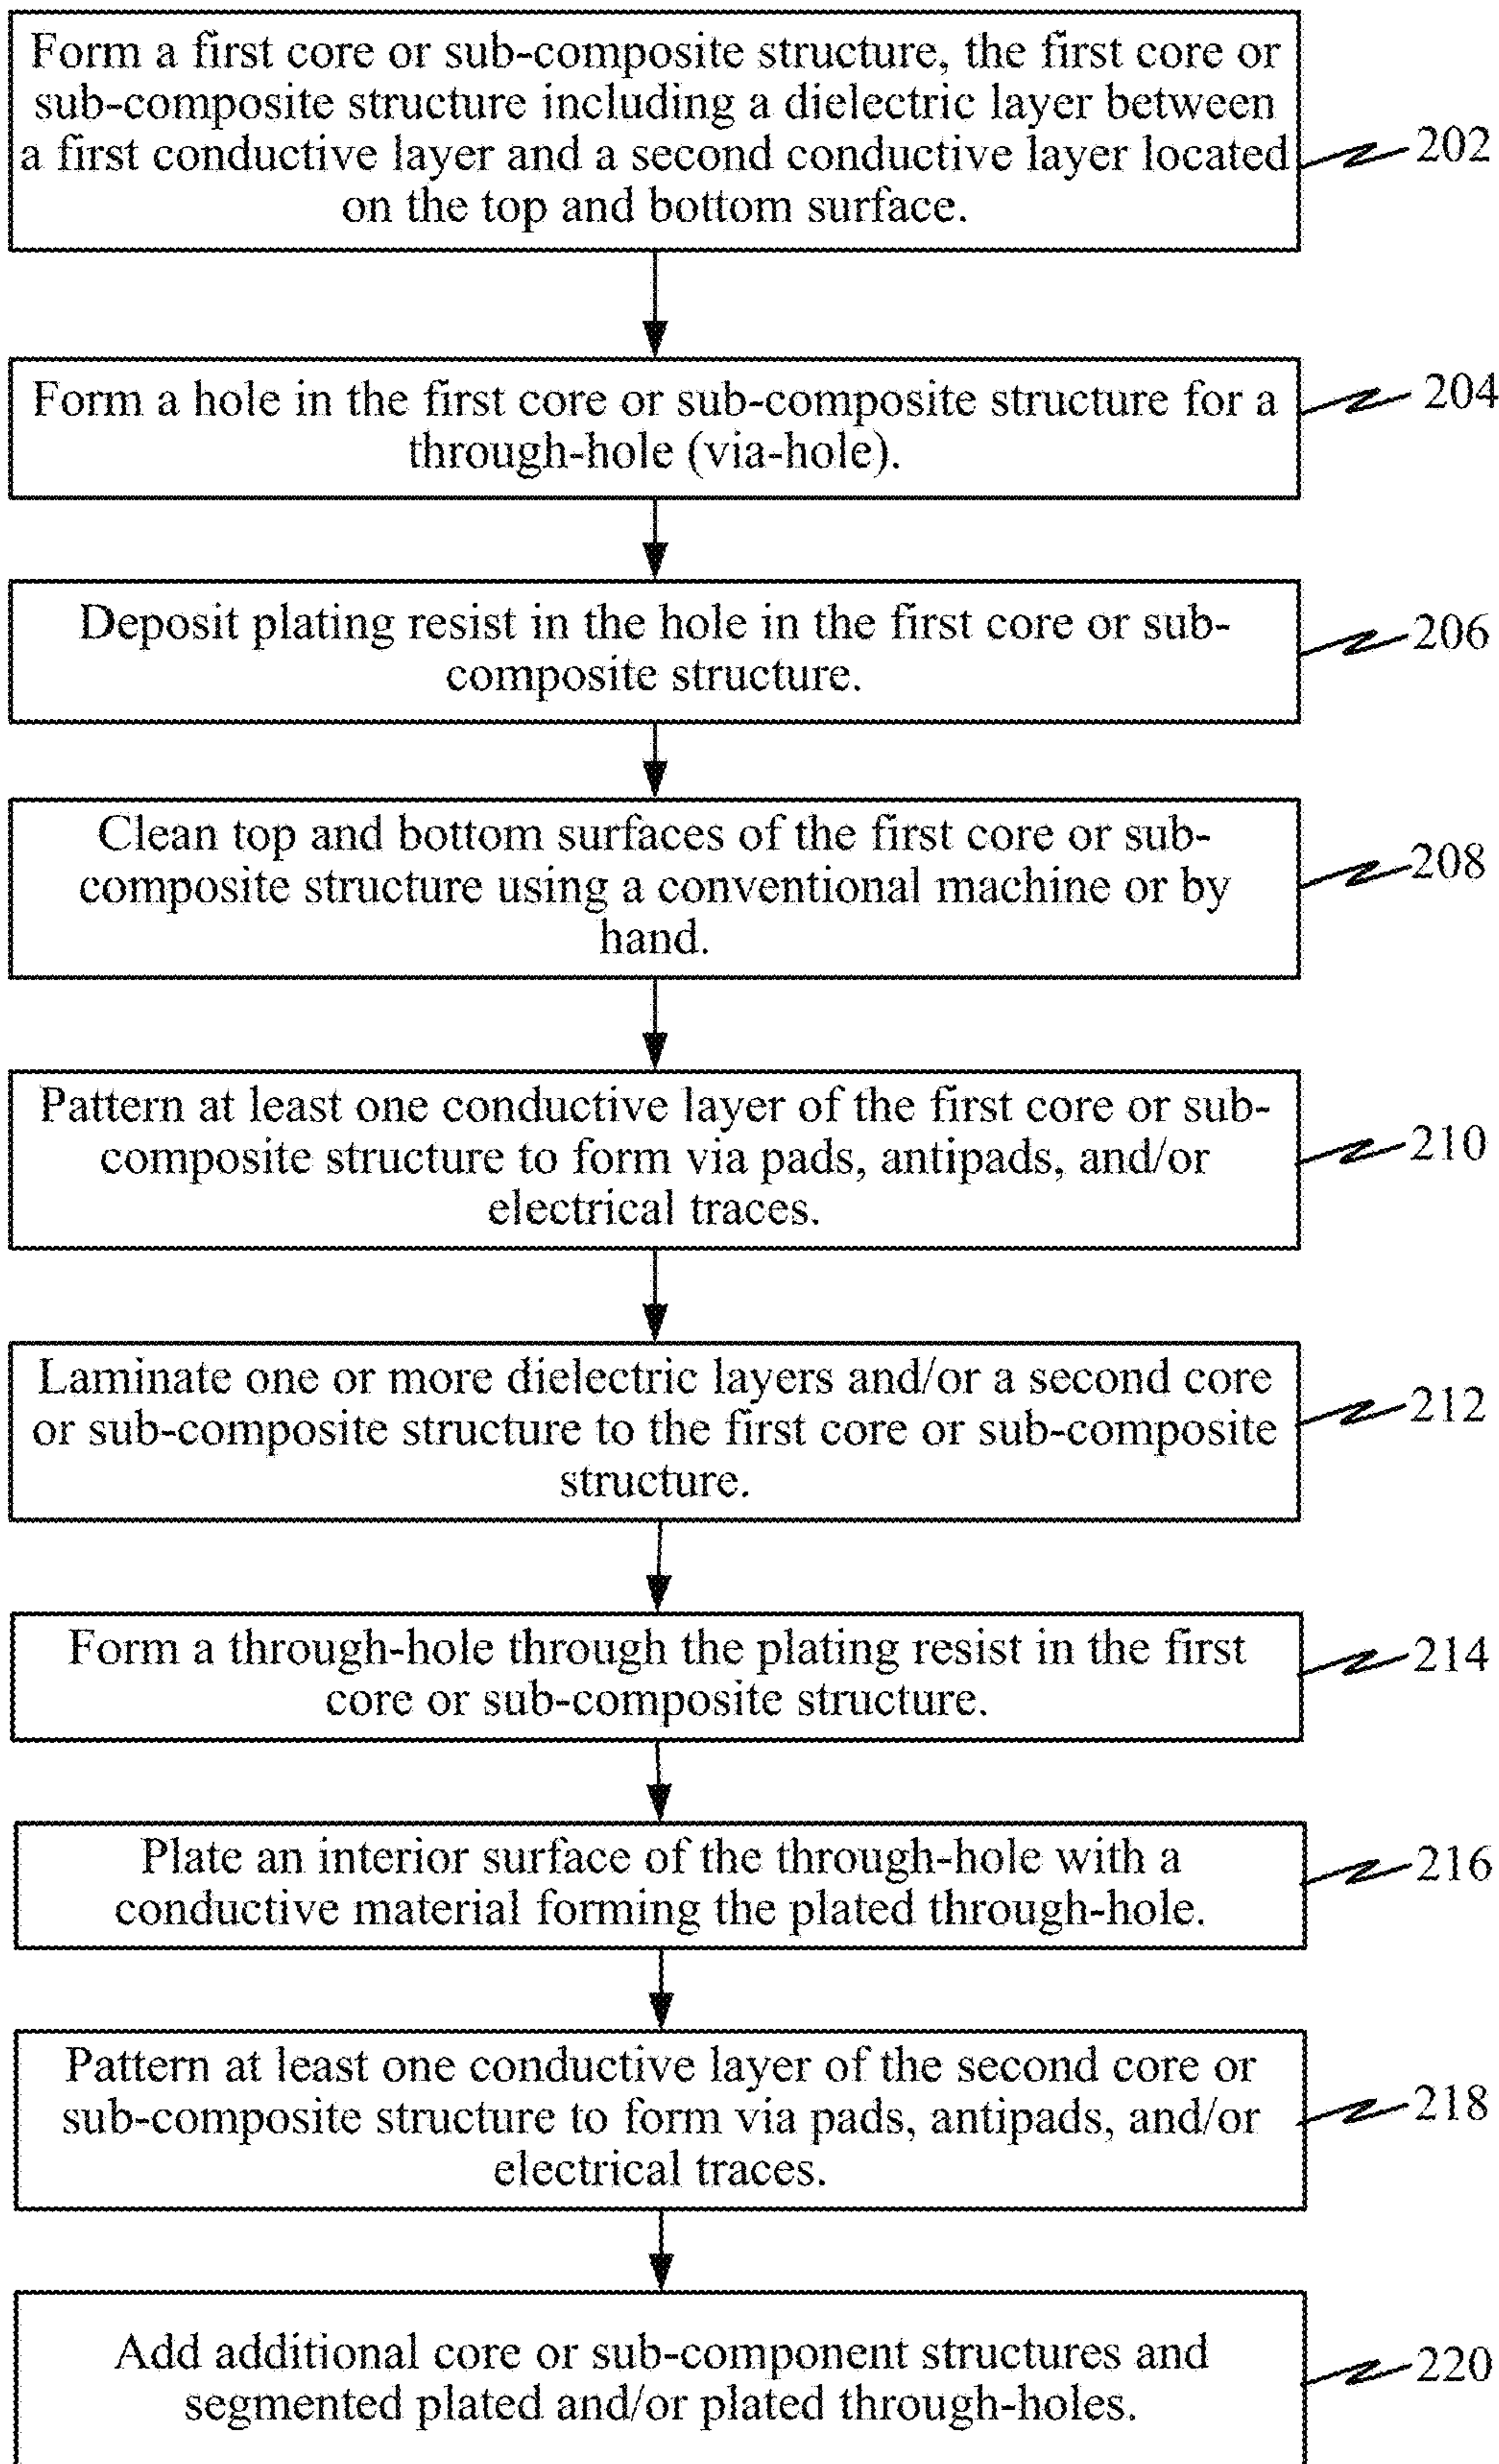 Form a first core or sub-composite structure, the first core or
sub-composite structure including a dielectric layer between
a first conductive layer and a second conductive layer located
on the top and bottom surface.
202
Form a hole in the first core or sub-composite structure for a
through-hole (via-hole).
204
Deposit plating resist in the hole in the first core or sub-
composite structure.
206
Clean top and bottom surfaces of the first core or sub-
composite structure using a conventional machine or by
hand.
208
Pattern at least one conductive layer of the first core or sub-
composite structure to form via pads, antipads, and/or
electrical traces.
210
Laminate one or more dielectric layers and/or a second core
or sub-composite structure to the first core or sub-composite
structure.
212
Form a through-hole through the plating resist in the first
core or sub-composite structure.
214
Plate an interior surface of the through-hole with a
conductive material forming the plated through-hole.
216
Pattern at least one conductive layer of the second core or
sub-composite structure to form via pads, antipads, and/or
electrical traces.
218
Add additional core or sub-component structures and
segmented plated and/or plated through-holes.
220